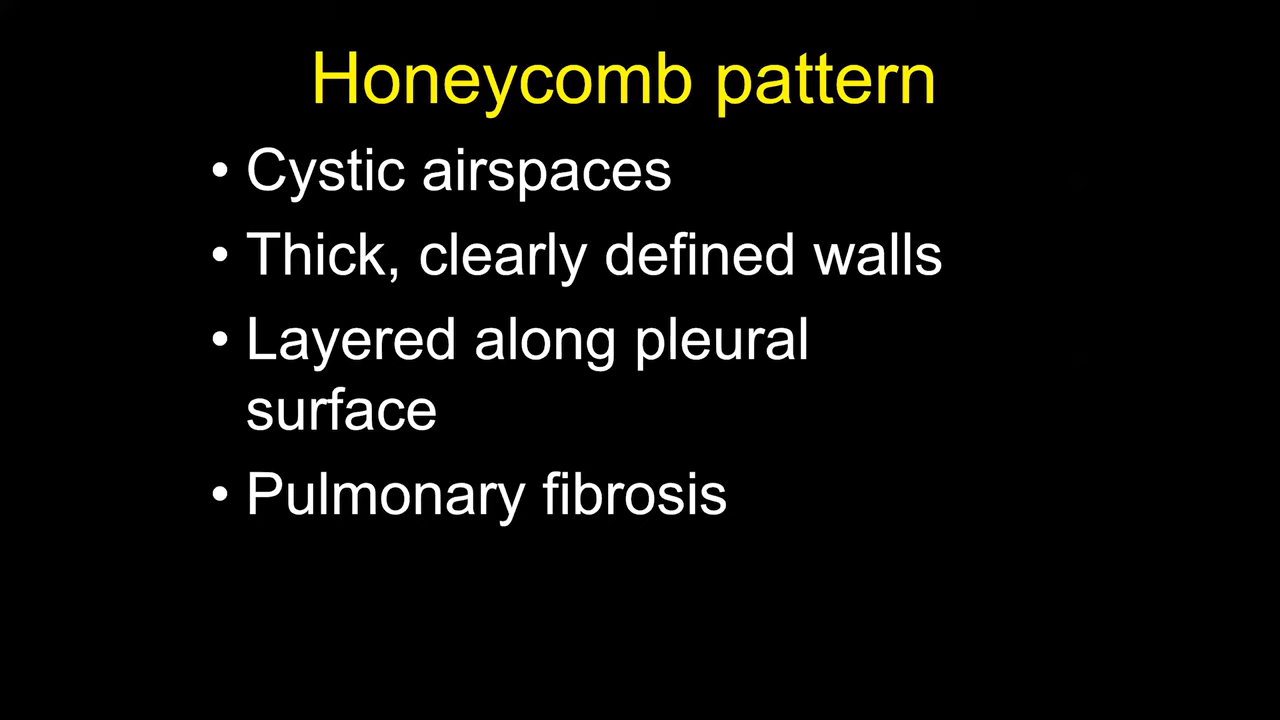 Honeycomb pattern
• Cystic airspaces
• Thick, clearly defined walls
• Layered along pleural
surface
• Pulmonary fibrosis